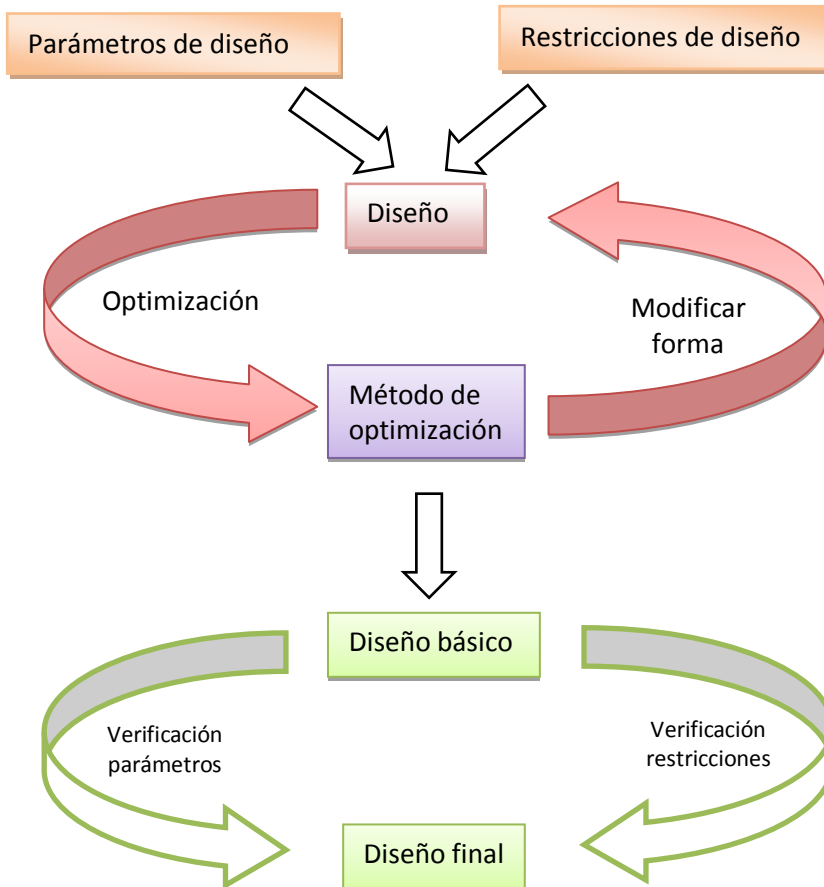 Parámetros de diseño
Restricciones de diseño
Diseño
Optimización
Modificar
forma
Método de
optimización
Diseño básico
Verificación
parámetros
Verificación
restricciones
Diseño final